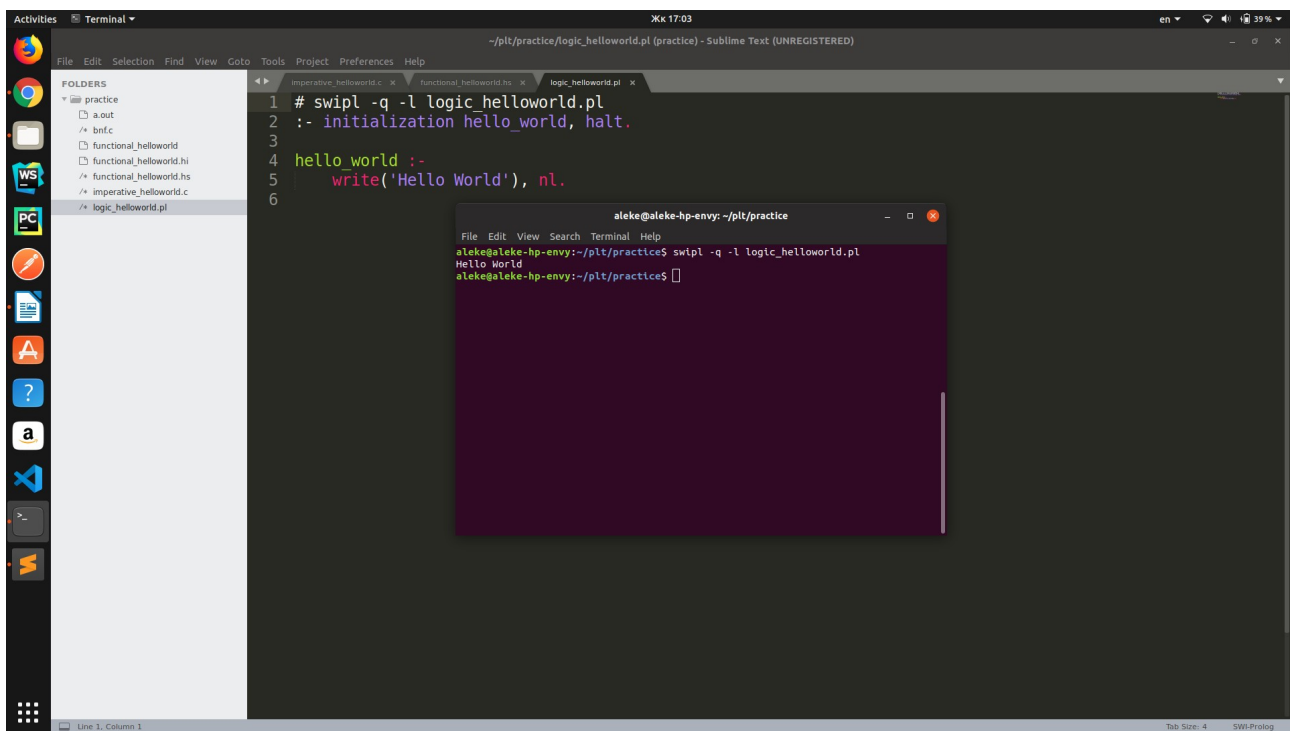 Activities Terminal Жк 17:03 en 39 %
~/plt/practice/logic_helloworld.pl (practice) - Sublime Text (UNREGISTERED)
File Edit Selection Find View Goto Tools Project Preferences Help
FOLDERS
practice
a.out
/* bnf.c
functional_helloworld
functional_helloworld.hi
/* functional_helloworld.hs
/* imperative_helloworld.c
/* logic_helloworld.pl
imperative_helloworld.c × functional_helloworld.hs × logic_helloworld.pl ×
1 # swipl -q -l logic_helloworld.pl
2 :- initialization hello_world, halt.
3
4 hello_world :-
5 write('Hello World'), nl.
6
aleke@aleke-hp-envy: ~/plt/practice
File Edit View Search Terminal Help
aleke@aleke-hp-envy:~/plt/practice$ swipl -q -l logic_helloworld.pl
Hello World
aleke@aleke-hp-envy:~/plt/practice$
WS
PC
A
?
a
>_
Line 1, Column 1 Tab Size: 4 SWI-Prolog